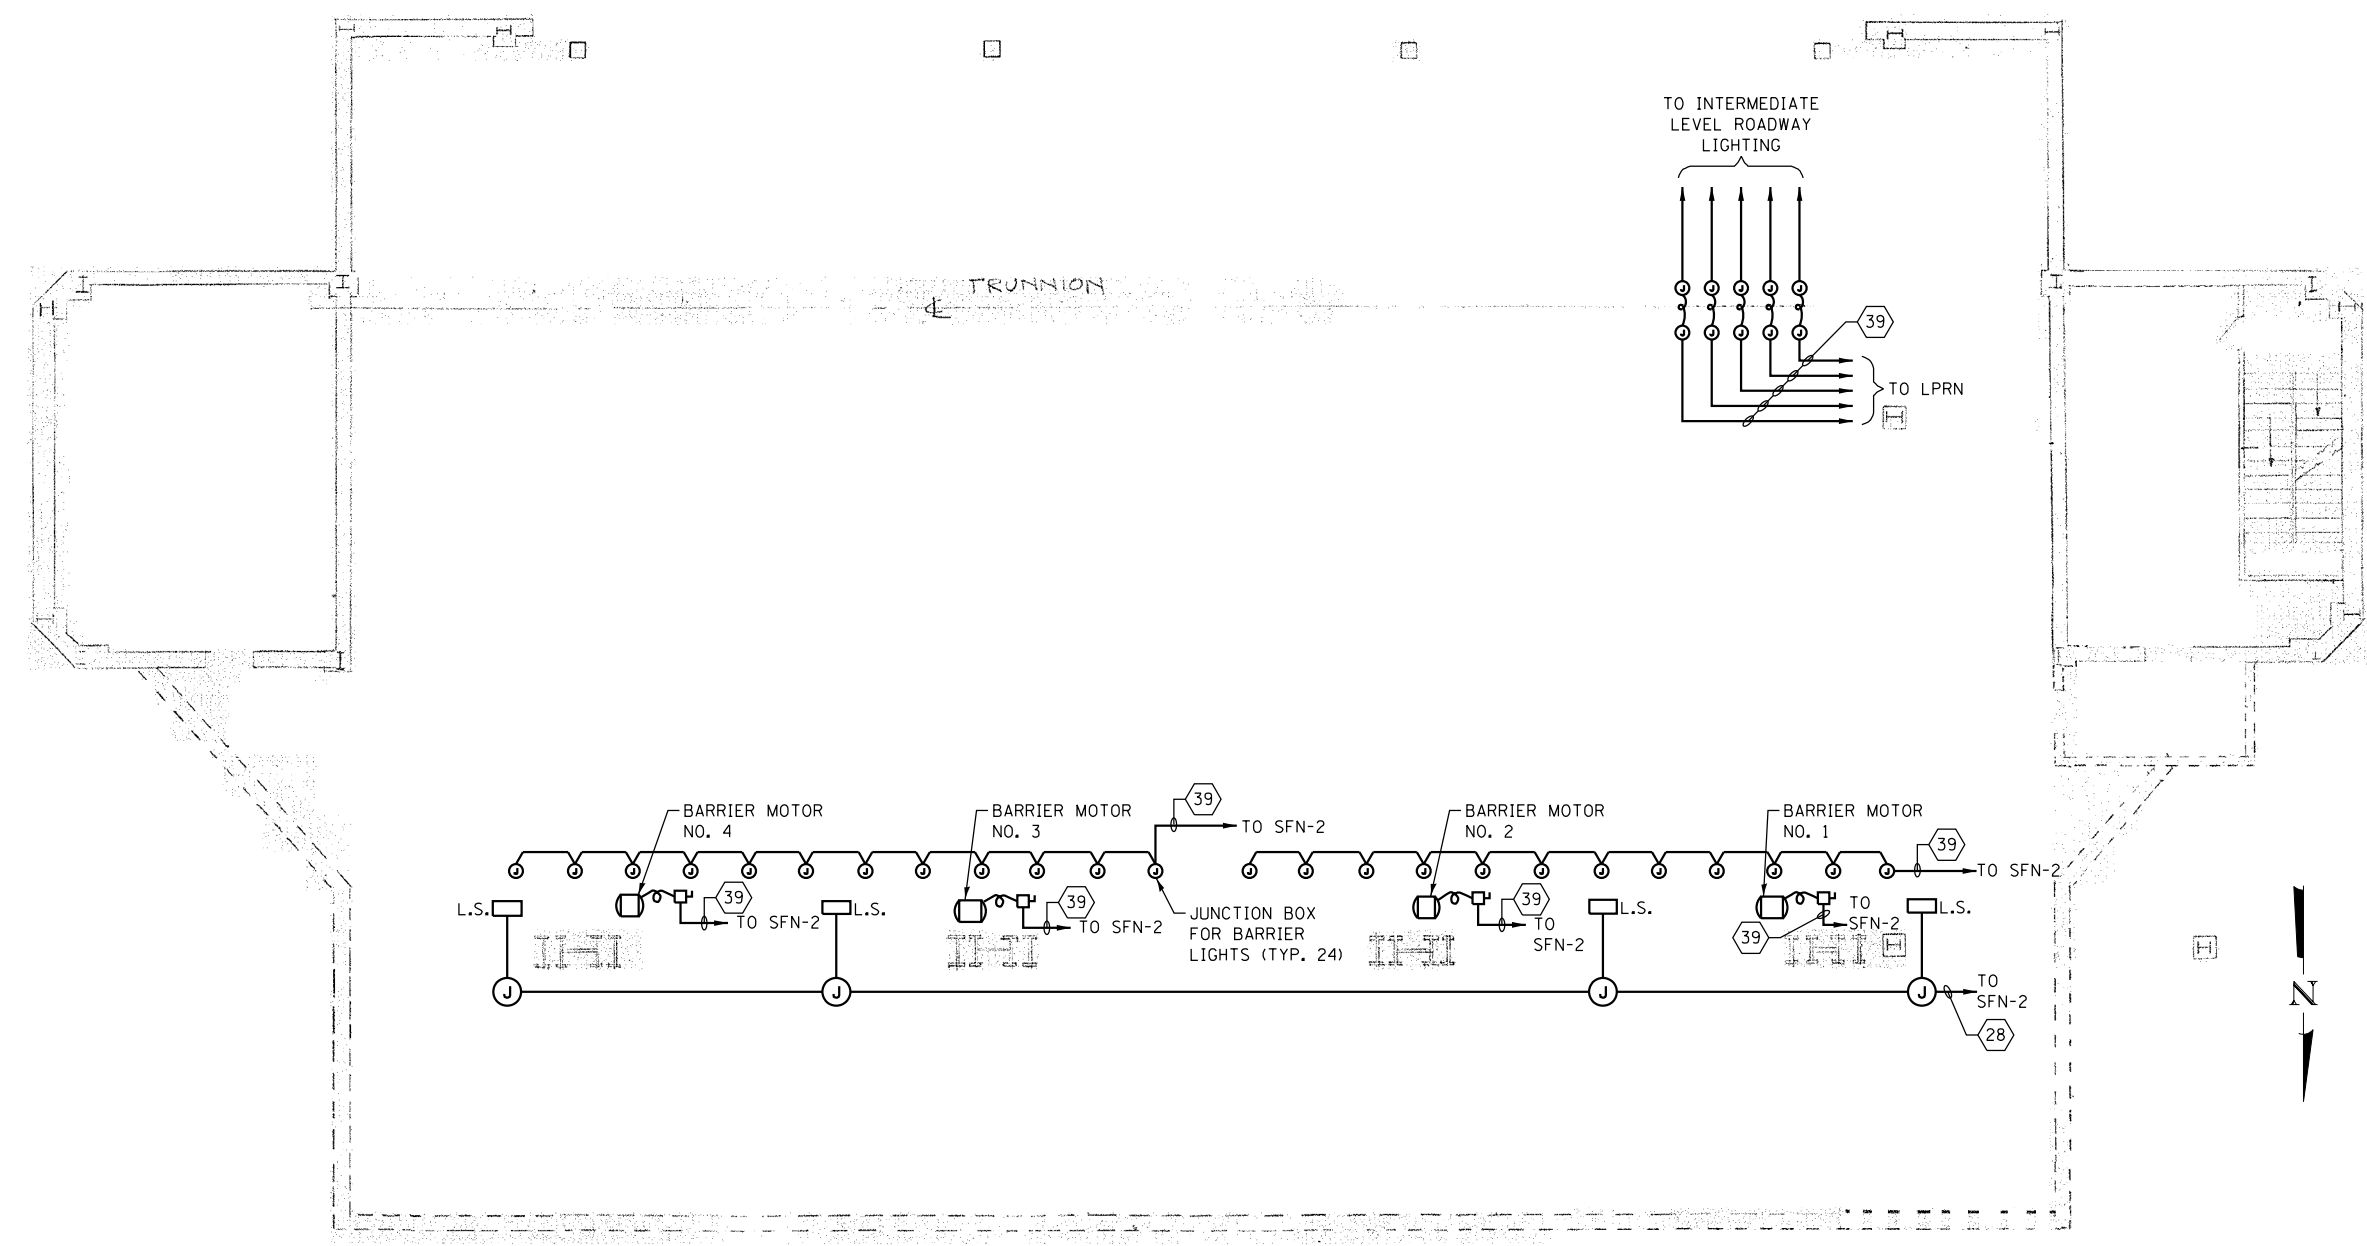 TO INTERMEDIATE
LEVEL ROADWAY
LIGHTING
TRUNNION
℄
J J J J J
J J J J J
39
TO LPRN
39
BARRIER MOTOR
NO. 4
BARRIER MOTOR
NO. 3
TO SFN-2
BARRIER MOTOR
NO. 2
BARRIER MOTOR
NO. 1
39
J J J J J J J J J J J J
J J J J J J J J J J J J
TO SFN-2
L.S.
39
TO SFN-2
L.S.
39
TO SFN-2
JUNCTION BOX
FOR BARRIER
LIGHTS (TYP. 24)
39
TO
SFN-2
L.S.
TO
SFN-2
39
L.S.
J J J J
TO
SFN-2
28
N